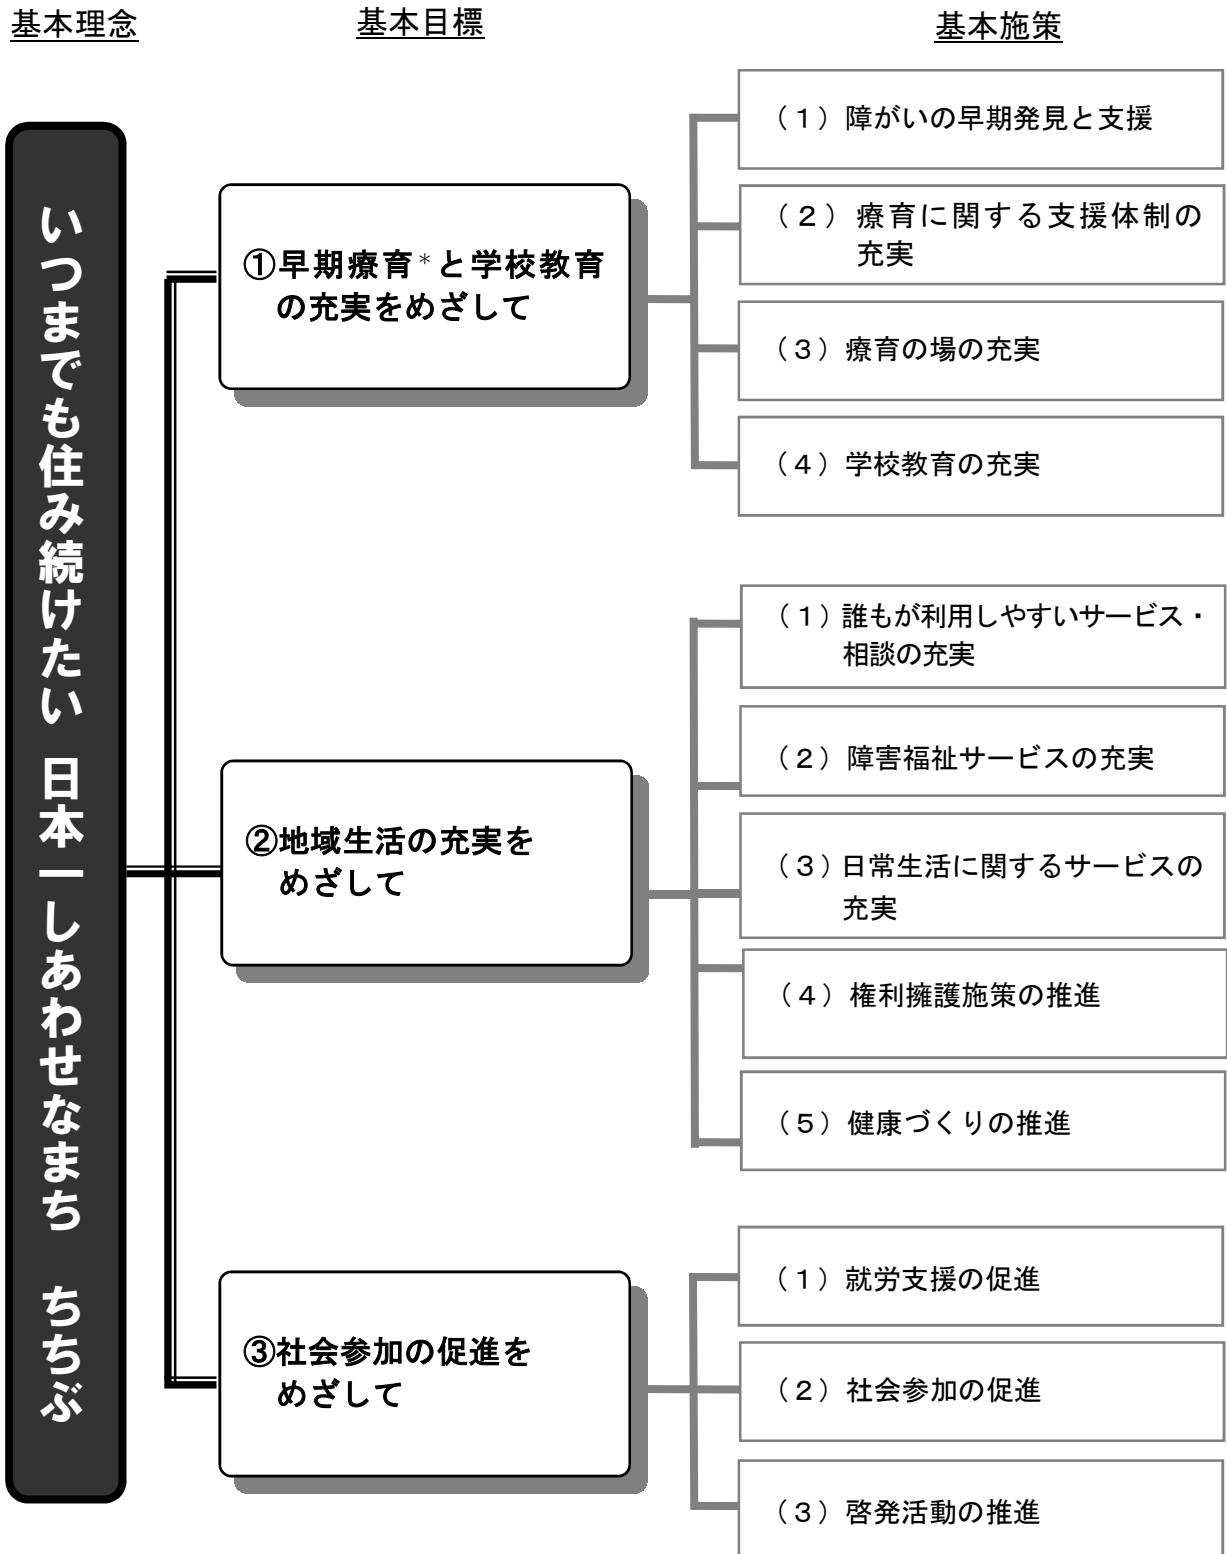 基本理念
基本目標
基本施策
いつまでも住み続けたい 日本一しあわせなまち ちちぶ
①早期療育*と学校教育
の充実をめざして
(1)障がいの早期発見と支援
(2)療育に関する支援体制の
充実
(3)療育の場の充実
(4)学校教育の充実
②地域生活の充実を
めざして
(1)誰もが利用しやすいサービス・
相談の充実
(2)障害福祉サービスの充実
(3)日常生活に関するサービスの
充実
(4)権利擁護施策の推進
(5)健康づくりの推進
③社会参加の促進を
めざして
(1)就労支援の促進
(2)社会参加の促進
(3)啓発活動の推進